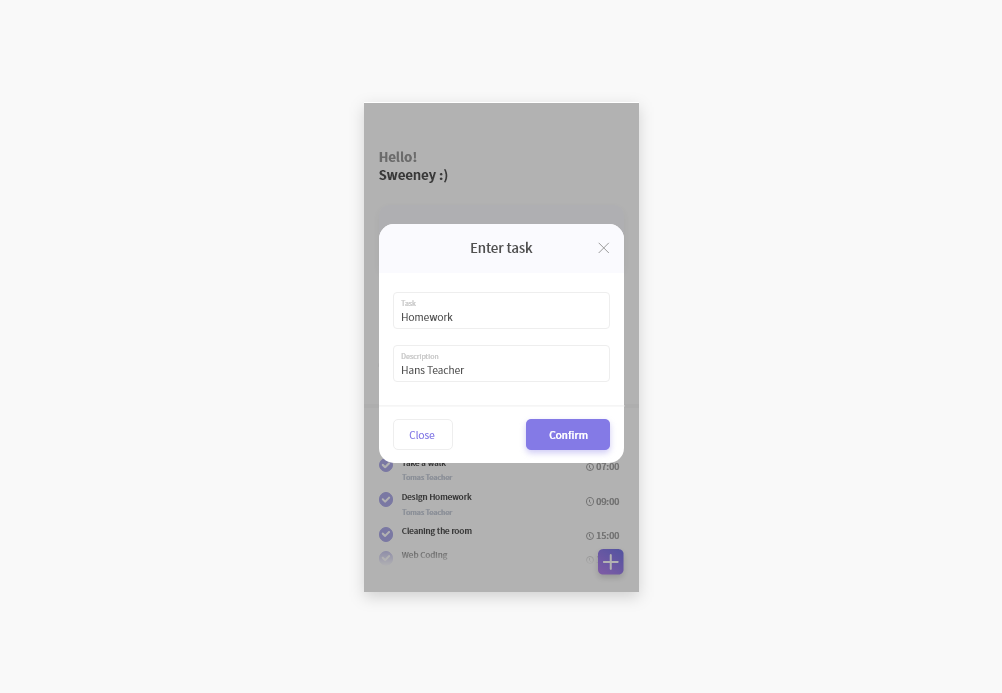 Hello!
Sweeney :)
Enter task
Task
Homework
Description
Hans Teacher
Close
Confirm
Take a walk
07:00
Tomas Teacher
Design Homework
09:00
Tomas Teacher
Cleaning the room
15:00
Web Coding